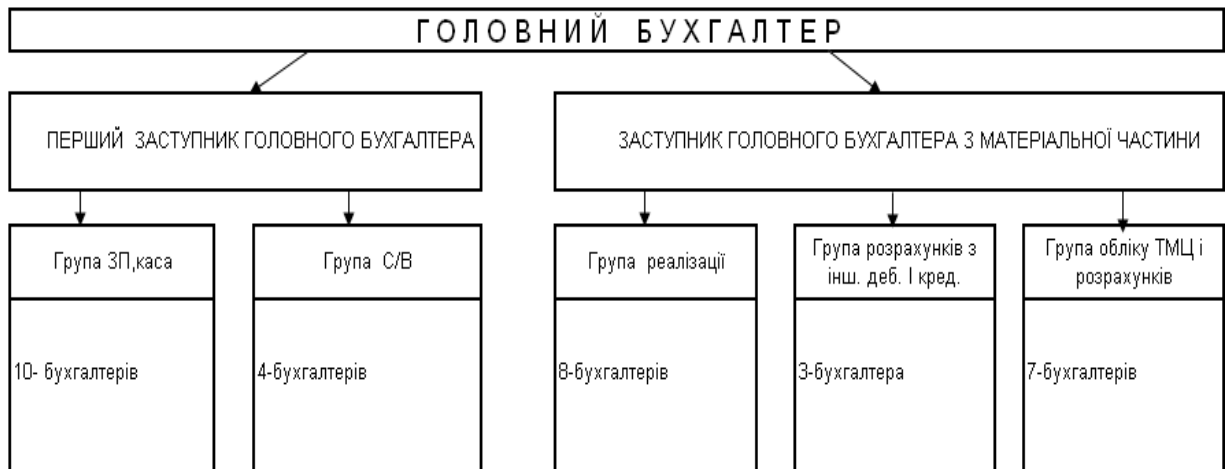 ГОЛОВНИЙ БУХГАЛТЕР
ПЕРШИЙ ЗАСТУПНИК ГОЛОВНОГО БУХГАЛТЕРА
ЗАСТУПНИК ГОЛОВНОГО БУХГАЛТЕРА З МАТЕРІАЛЬНОЇ ЧАСТИНИ
Група ЗП,каса
Група С/В
Група реалізації
Група розрахунків з
інш. деб. І кред.
Група обліку ТМЦ і
розрахунків
10- бухгалтерів
4-бухгалтерів
8-бухгалтерів
3-бухгалтера
7-бухгалтерів